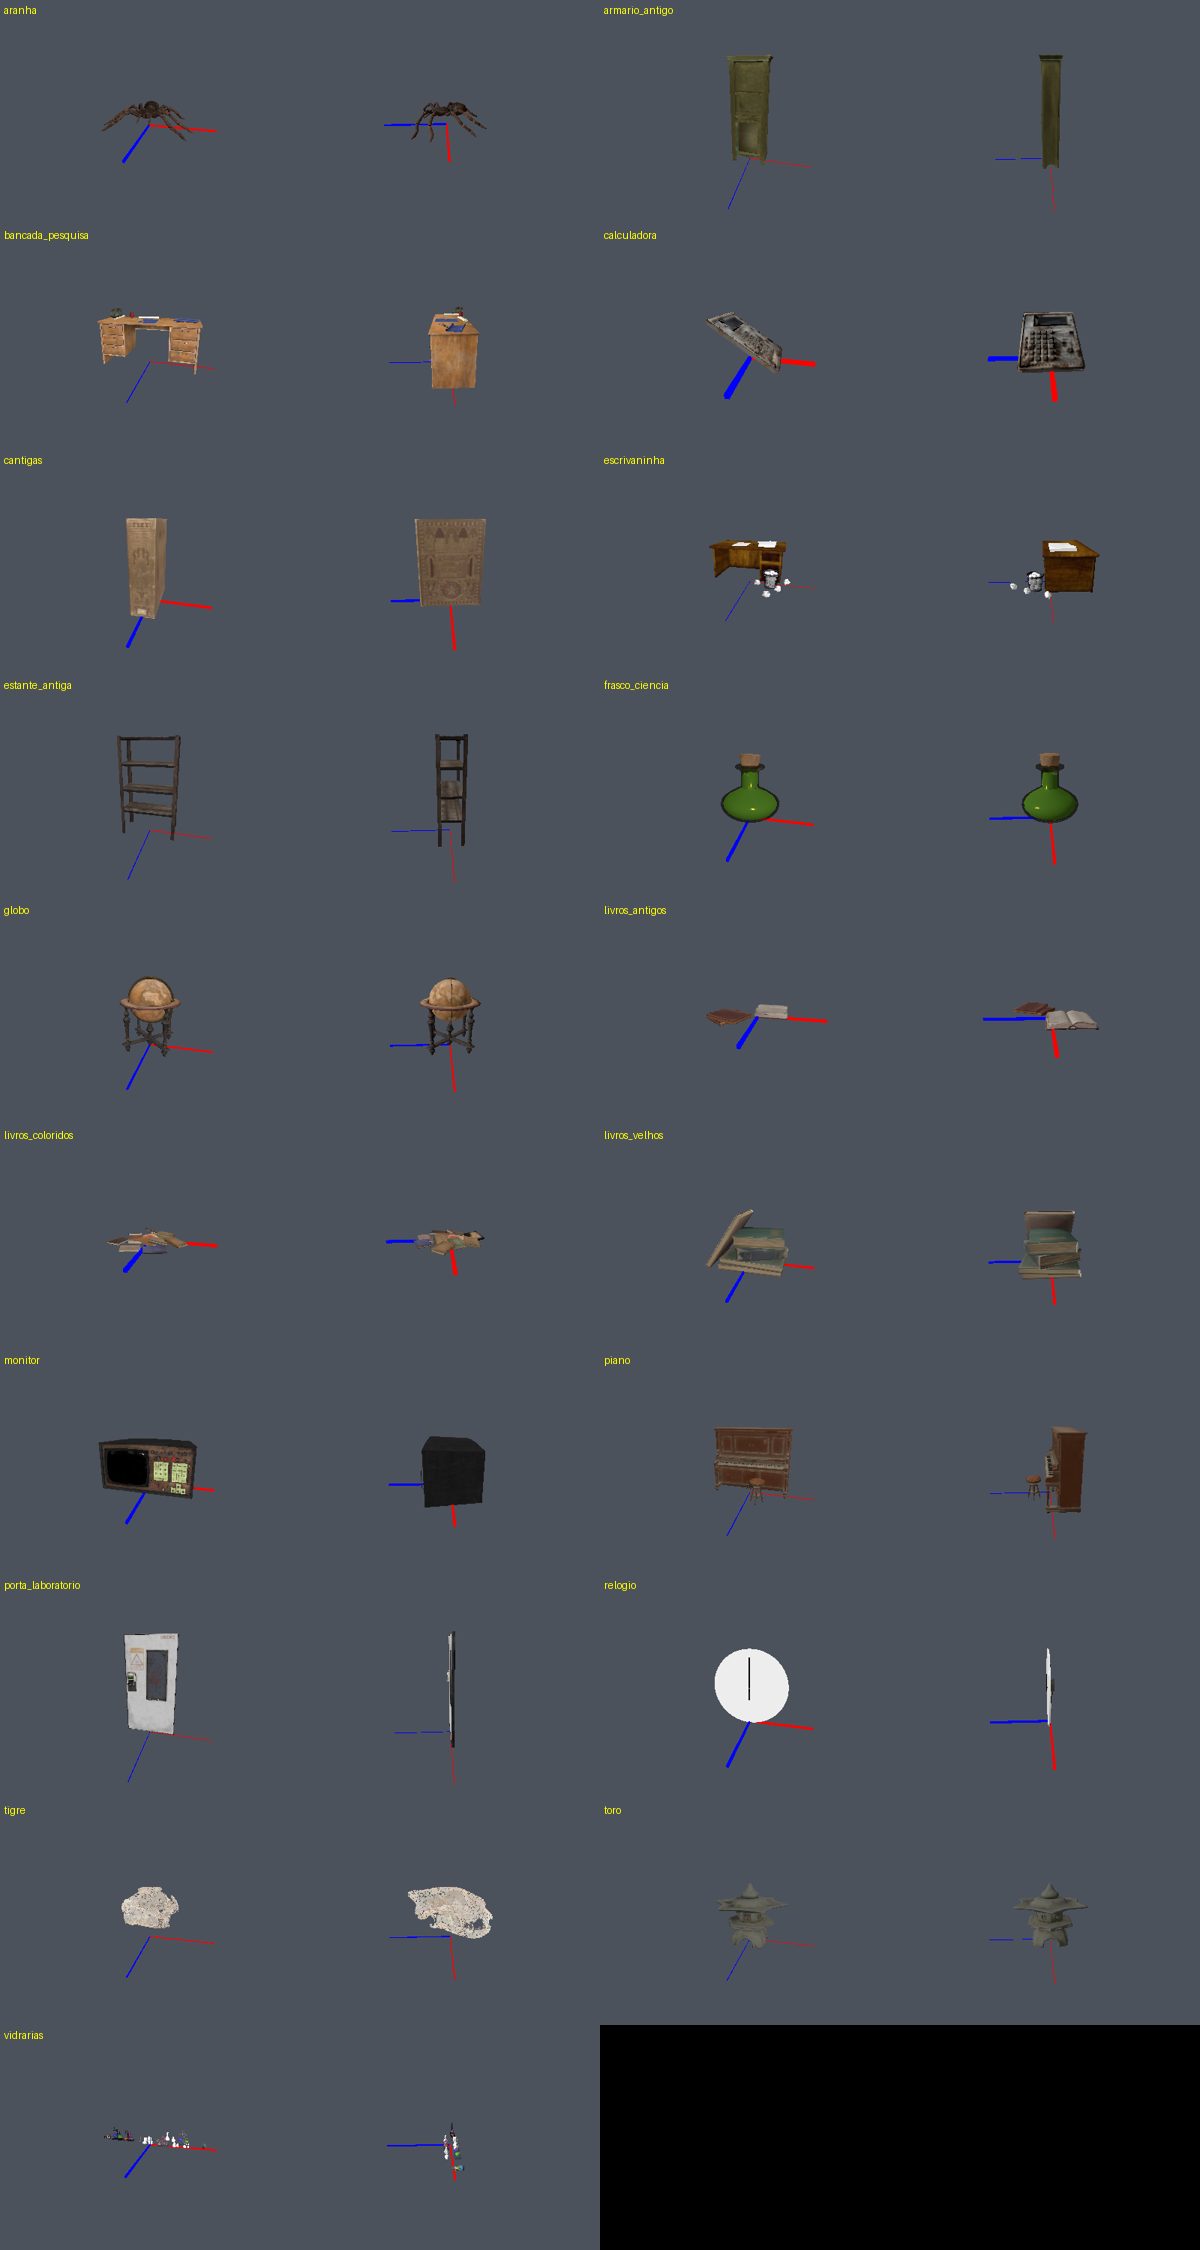 aranha
armario_antigo
bancada_pesquisa
calculadora
cantigas
escrivaninha
estante_antiga
frasco_ciencia
globo
livros_antigos
livros_coloridos
livros_velhos
monitor
piano
porta_laboratorio
relogio
tigre
toro
vidrarias